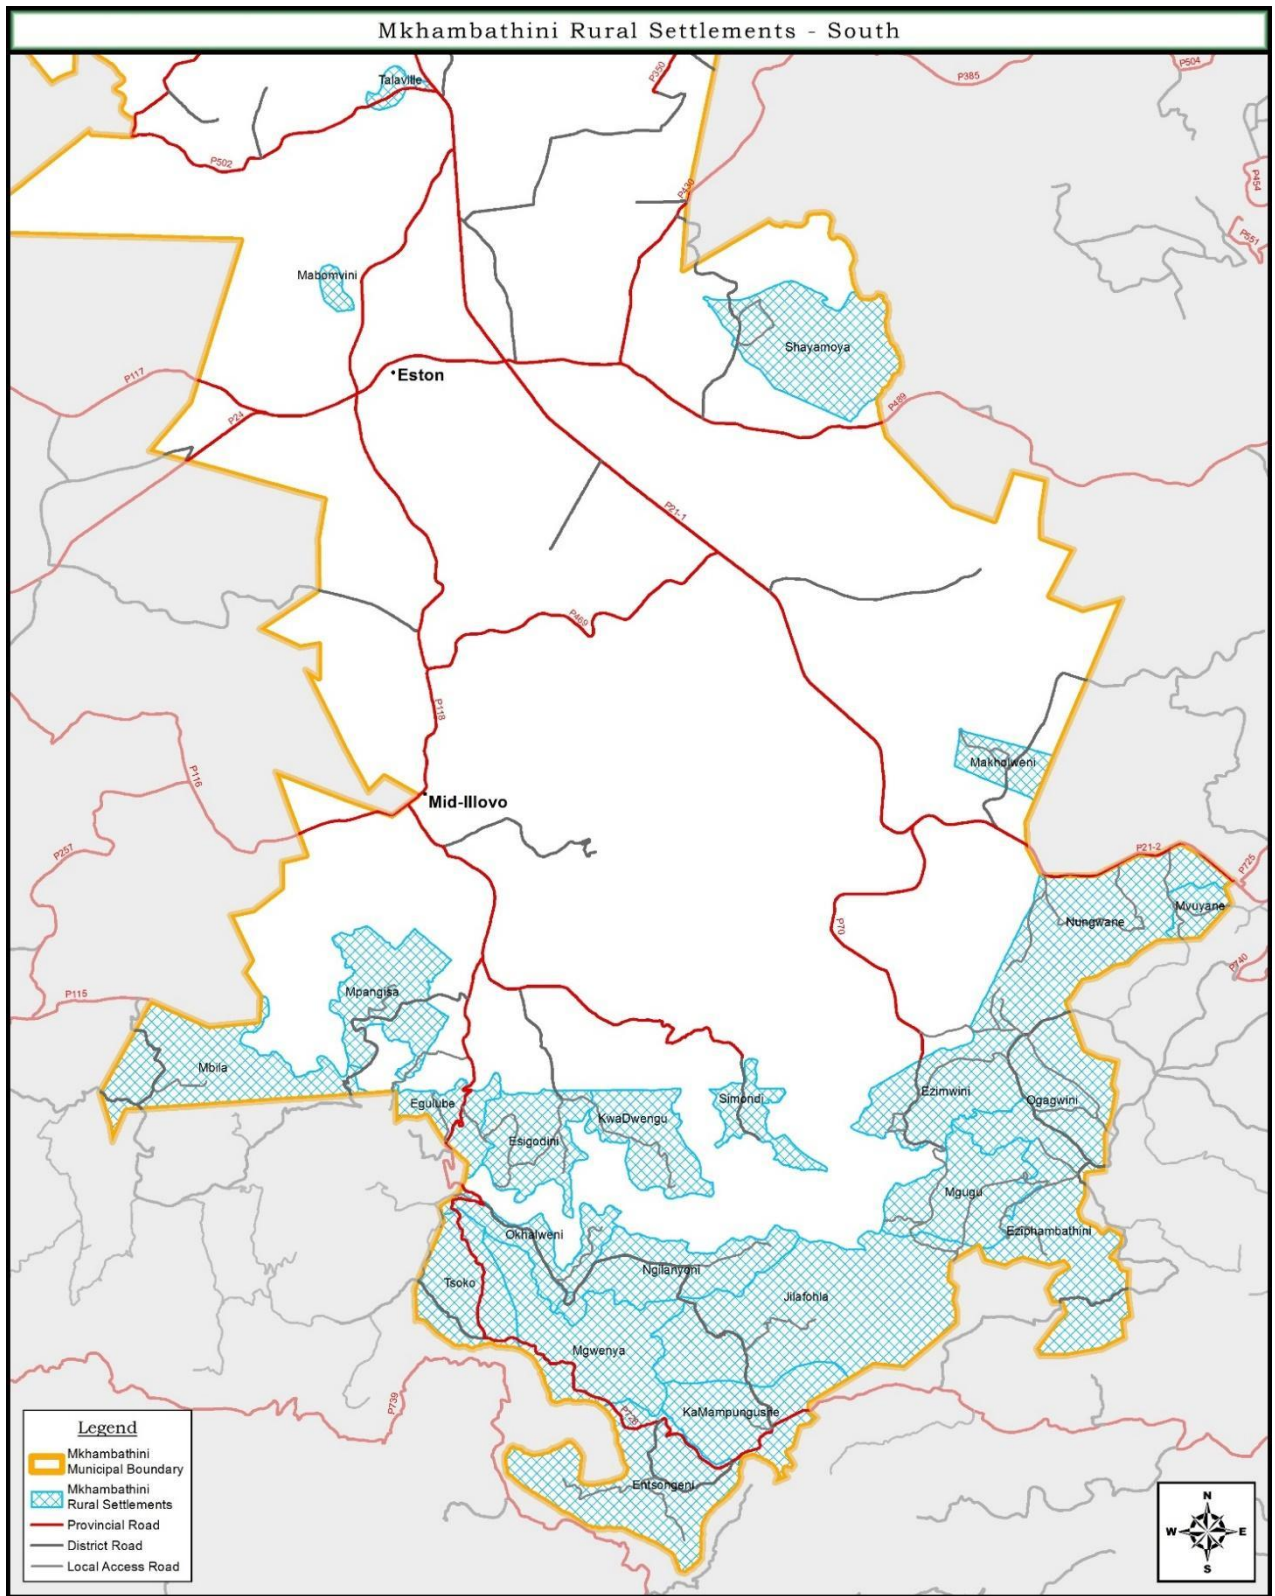 Mkhambathini Rural Settlements - South
P504
P385
P350
Talaville
P502
P430
P454
P551
Mabomvini
Shayamoya
P117
Eston
P24
P489
P21-1
P469
P118
P116
Makholweni
Mid-Illovo
P257
P21-2
P725
Mvuyane
Nungwane
P70
P740
P115
Mpangisa
Mbila
Egulube
Simondi
Ezimwini
Ogagwini
KwaDwengu
Esigodini
Mgugu
Okhalweni
Eziphambathini
Ngilanyoni
Tsoko
Jilafohla
Mgwenya
P739
P728
KaMampungushe
Entsongeni
Legend
Mkhambathini
Municipal Boundary
Mkhambathini
Rural Settlements
Provincial Road
District Road
Local Access Road
N
W
E
S